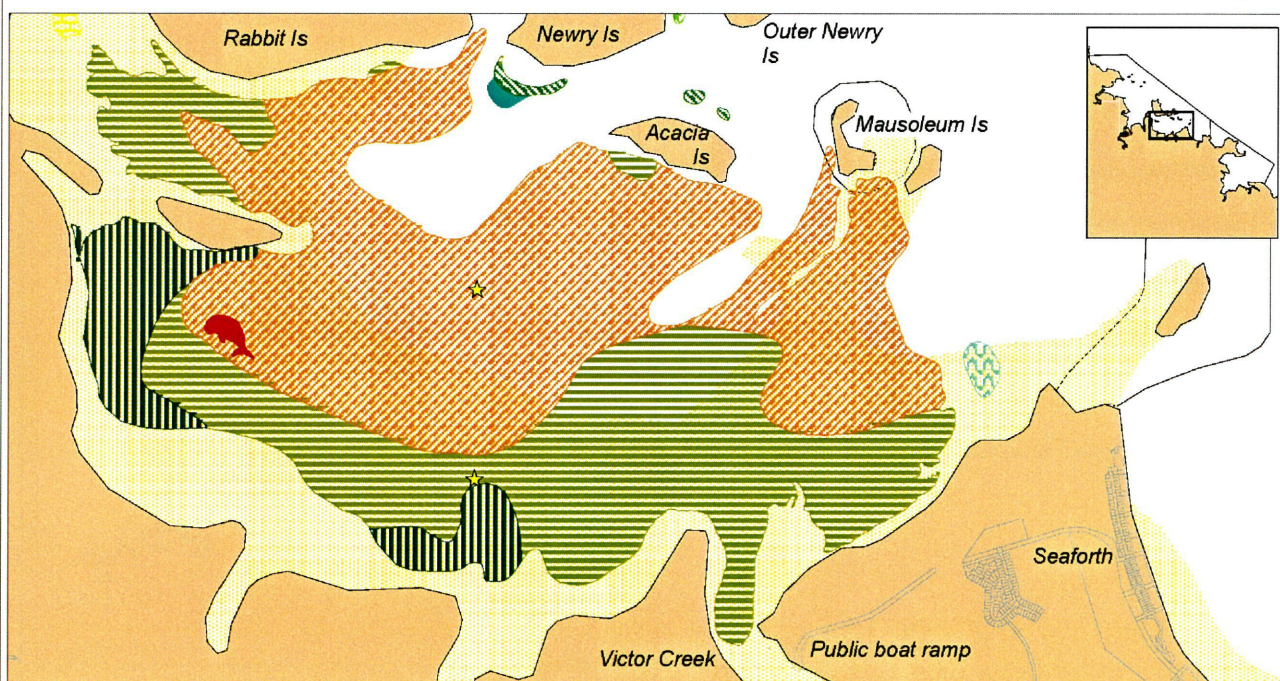 Rabbit Is
Newry Is
Outer Newry
Is
Acacia
Is
Mausoleum Is
Seaforth
Victor Creek
Public boat ramp